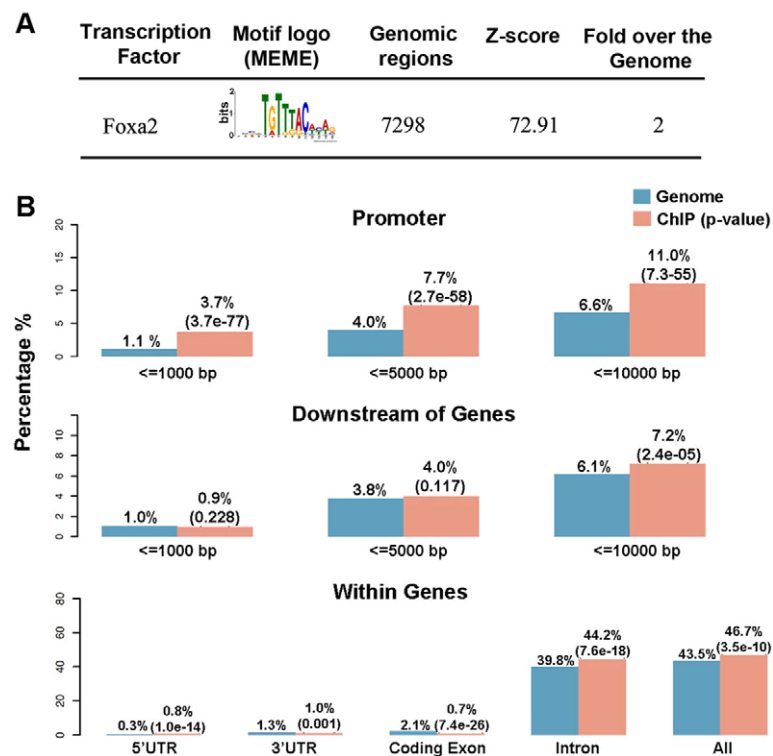 A
Transcription Factor
Motif logo (MEME)
Genomic regions
Z-score
Fold over the Genome
Foxa2
bits
2
1
0
TGTTTAC
7298
72.91
2
B
Genome
ChIP (p-value)
Percentage %
Promoter
20
15
10
5
0
1.1 %
3.7%
(3.7e-77)
4.0%
7.7%
(2.7e-58)
6.6%
11.0%
(7.3-55)
<=1000 bp
<=5000 bp
<=10000 bp
Downstream of Genes
10
8
6
4
2
0
1.0%
0.9%
(0.228)
3.8%
4.0%
(0.117)
6.1%
7.2%
(2.4e-05)
<=1000 bp
<=5000 bp
<=10000 bp
Within Genes
80
60
40
20
0
0.3%
0.8%
(1.0e-14)
1.3%
1.0%
(0.001)
2.1%
0.7%
(7.4e-26)
39.8%
44.2%
(7.6e-18)
43.5%
46.7%
(3.5e-10)
5'UTR
3'UTR
Coding Exon
Intron
All